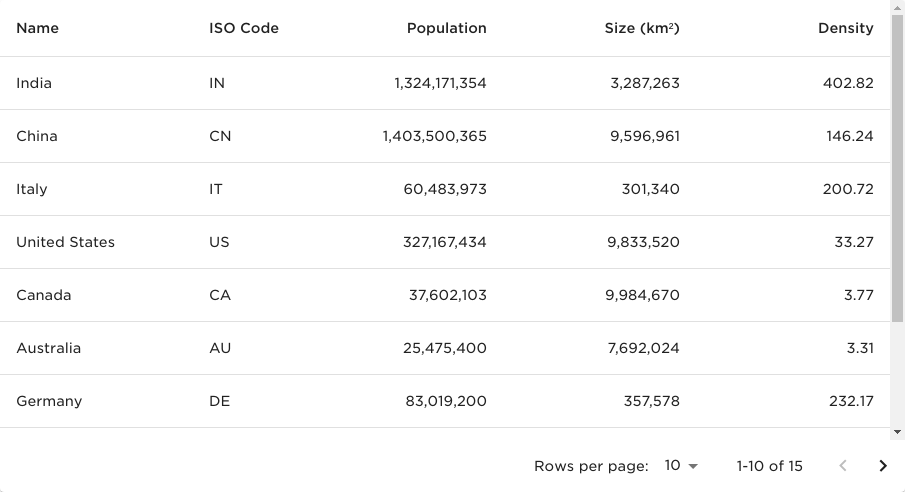 Name ISO Code Population Size (km²) Density
India IN 1,324,171,354 3,287,263 402.82
China CN 1,403,500,365 9,596,961 146.24
Italy IT 60,483,973 301,340 200.72
United States US 327,167,434 9,833,520 33.27
Canada CA 37,602,103 9,984,670 3.77
Australia AU 25,475,400 7,692,024 3.31
Germany DE 83,019,200 357,578 232.17
Rows per page: 10 1-10 of 15